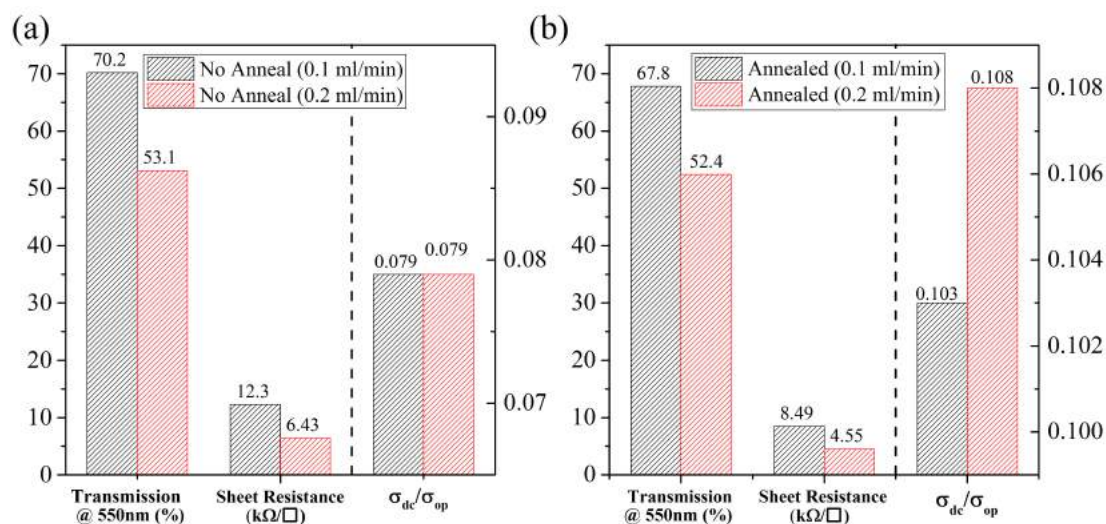 (a)
70.2
No Anneal (0.1 ml/min)
No Anneal (0.2 ml/min)
53.1
12.3
6.43
0.079
0.079
70
60
50
40
30
20
10
0
0.09
0.08
0.07
Transmission
@ 550nm (%)
Sheet Resistance
(kΩ/□)
σdc/σop
(b)
67.8
Annealed (0.1 ml/min)
Annealed (0.2 ml/min)
52.4
8.49
4.55
0.103
0.108
70
60
50
40
30
20
10
0
0.108
0.106
0.104
0.102
0.100
Transmission
@ 550nm (%)
Sheet Resistance
(kΩ/□)
σdc/σop